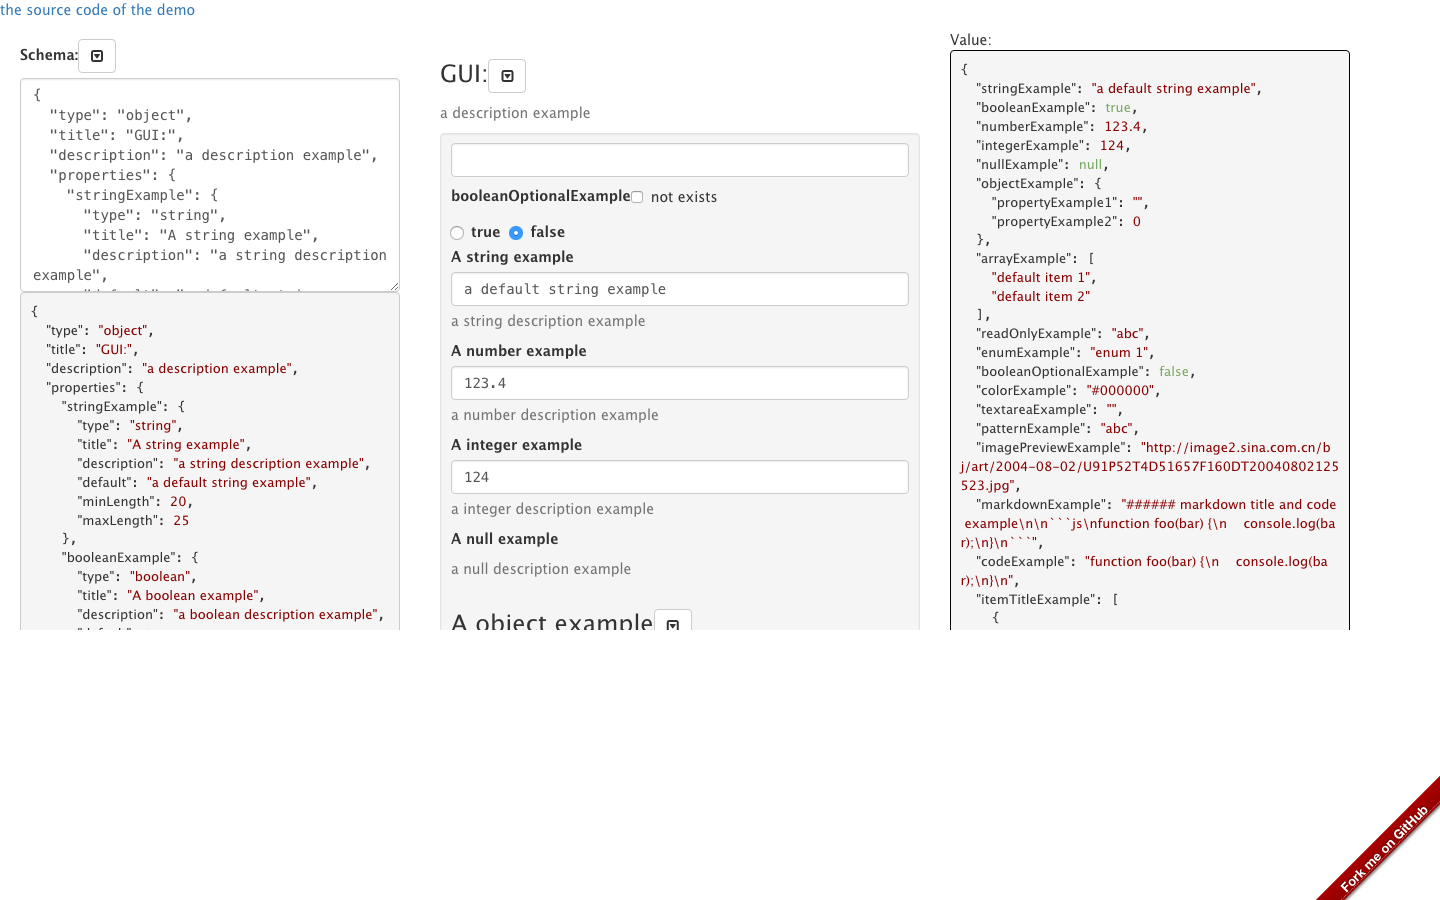 the source code of the demo
Schema:
{
  "type": "object",
  "title": "GUI:",
  "description": "a description example",
  "properties": {
    "stringExample": {
      "type": "string",
      "title": "A string example",
      "description": "a string description
example",
{
  "type": "object",
  "title": "GUI:",
  "description": "a description example",
  "properties": {
    "stringExample": {
      "type": "string",
      "title": "A string example",
      "description": "a string description example",
      "default": "a default string example",
      "minLength": 20,
      "maxLength": 25
    },
    "booleanExample": {
      "type": "boolean",
      "title": "A boolean example",
      "description": "a boolean description example",
GUI:
a description example
booleanOptionalExample not exists
true false
A string example
a default string example
a string description example
A number example
123.4
a number description example
A integer example
124
a integer description example
A null example
a null description example
A object example
Value:
{
  "stringExample": "a default string example",
  "booleanExample": true,
  "numberExample": 123.4,
  "integerExample": 124,
  "nullExample": null,
  "objectExample": {
    "propertyExample1": "",
    "propertyExample2": 0
  },
  "arrayExample": [
    "default item 1",
    "default item 2"
  ],
  "readOnlyExample": "abc",
  "enumExample": "enum 1",
  "booleanOptionalExample": false,
  "colorExample": "#000000",
  "textareaExample": "",
  "patternExample": "abc",
  "imagePreviewExample": "http://image2.sina.com.cn/b
j/art/2004-08-02/U91P52T4D51657F160DT20040802125
523.jpg",
  "markdownExample": "###### markdown title and code
 example\n\n```js\nfunction foo(bar) {\n    console.log(ba
r);\n}\n```",
  "codeExample": "function foo(bar) {\n    console.log(ba
r);\n}\n",
  "itemTitleExample": [
    {
Fork me on GitHub